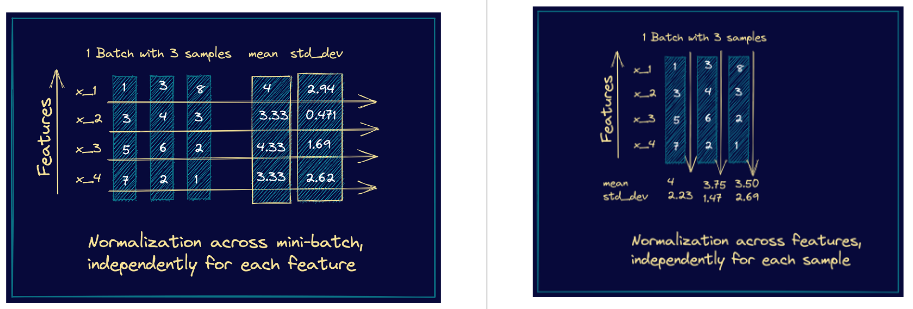 1 Batch with 3 samples mean std_dev
x_1 1 3 8 4 2.94
x_2 3 4 3 3.33 0.471
x_3 5 6 2 4.33 1.69
x_4 7 2 1 3.33 2.62
Features
Normalization across mini-batch,
independently for each feature
1 Batch with 3 samples
x_1 1 3 8
x_2 3 4 3
x_3 5 6 2
x_4 7 2 1
Features
mean 4 3.75 3.50
std_dev 2.23 1.47 2.69
Normalization across features,
independently for each sample